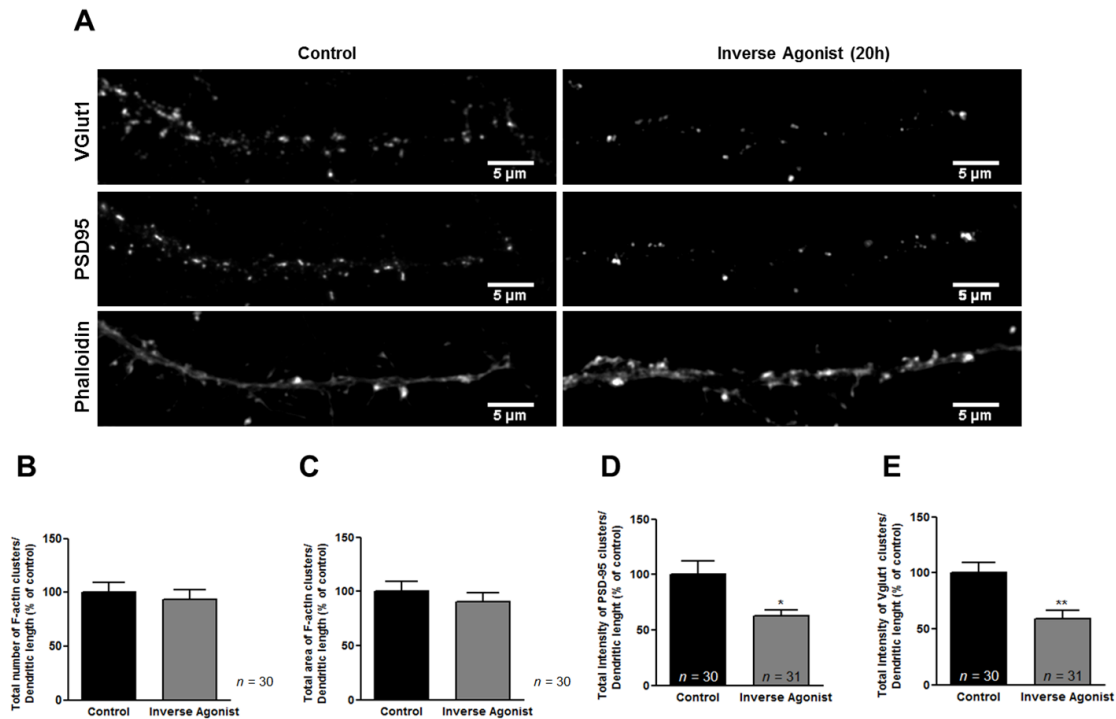 A
Control
Inverse Agonist (20h)
VGlut1
5 µm
5 µm
PSD95
5 µm
5 µm
Phalloidin
5 µm
5 µm
B
Total number of F-actin clusters/
Dendritic length (% of control)
150
100
50
0
Control
Inverse Agonist
n = 30
C
Total area of F-actin clusters/
Dendritic length (% of control)
150
100
50
0
Control
Inverse Agonist
n = 30
D
Total intensity of PSD-95 clusters/
Dendritic lenght (% of control)
150
100
50
0
*
n = 30
n = 31
Control
Inverse Agonist
E
Total Intensity of Vglut1 clusters/
Dendritic lenght (% of control)
150
100
50
0
**
n = 30
n = 31
Control
Inverse Agonist